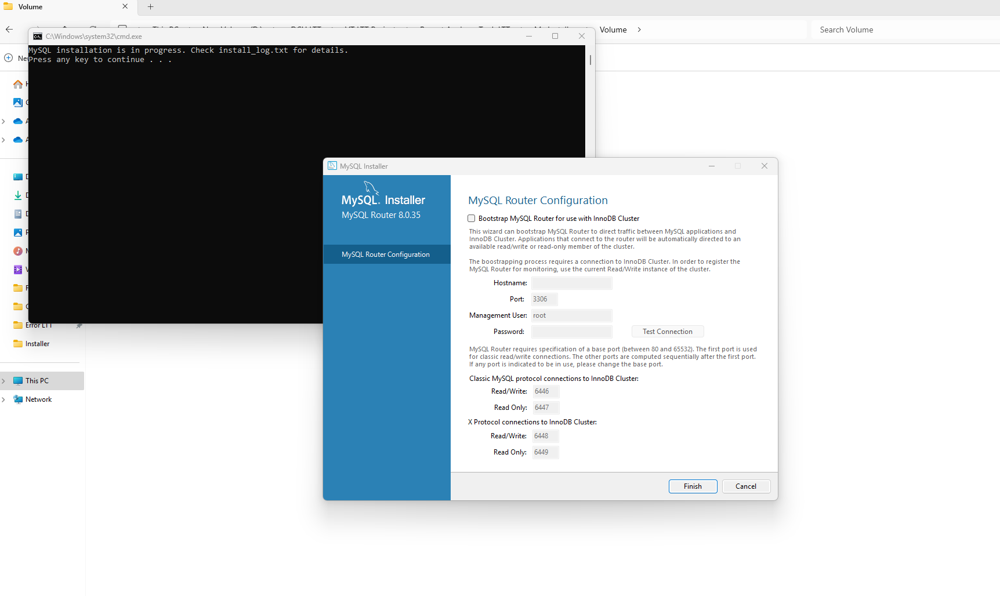 Volume
Volume
Search Volume
C:\Windows\system32\cmd.exe
MySQL installation is in progress. Check install_log.txt for details.
Press any key to continue . . .
Error LTT
Installer
This PC
Network
MySQL Installer
MySQL. Installer
MySQL Router 8.0.35
MySQL Router Configuration
MySQL Router Configuration
Bootstrap MySQL Router for use with InnoDB Cluster
This wizard can bootstrap MySQL Router to direct traffic between MySQL applications and
InnoDB Cluster. Applications that connect to the router will be automatically directed to an
available read/write or read-only member of the cluster.
The boostrapping process requires a connection to InnoDB Cluster. In order to register the
MySQL Router for monitoring, use the current Read/Write instance of the cluster.
Hostname:
Port: 3306
Management User: root
Password: Test Connection
MySQL Router requires specification of a base port (between 80 and 65532). The first port is used
for classic read/write connections. The other ports are computed sequentially after the first port.
If any port is indicated to be in use, please change the base port.
Classic MySQL protocol connections to InnoDB Cluster:
Read/Write: 6446
Read Only: 6447
X Protocol connections to InnoDB Cluster:
Read/Write: 6448
Read Only: 6449
Finish Cancel